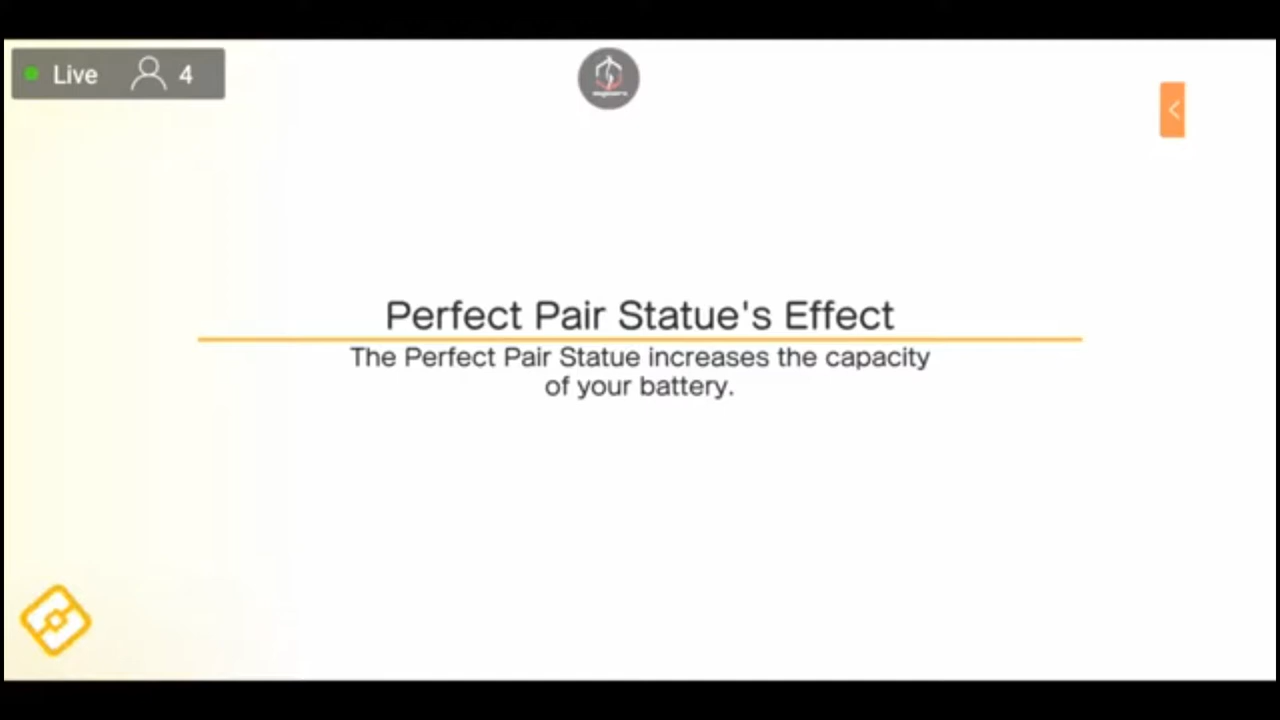 Live 4
Perfect Pair Statue's Effect
The Perfect Pair Statue increases the capacity
of your battery.